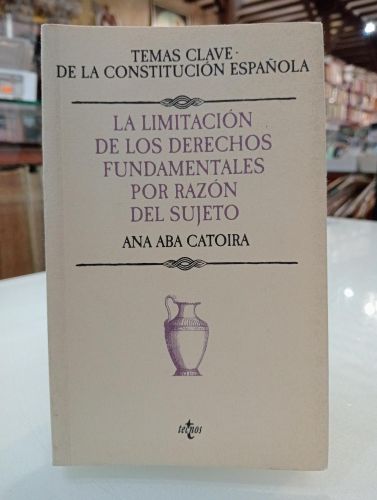 TEMAS CLAVE
DE LA CONSTITUCIÓN ESPAÑOLA
LA LIMITACIÓN
DE LOS DERECHOS
FUNDAMENTALES
POR RAZÓN
DEL SUJETO
ANA ABA CATOIRA
tecnos